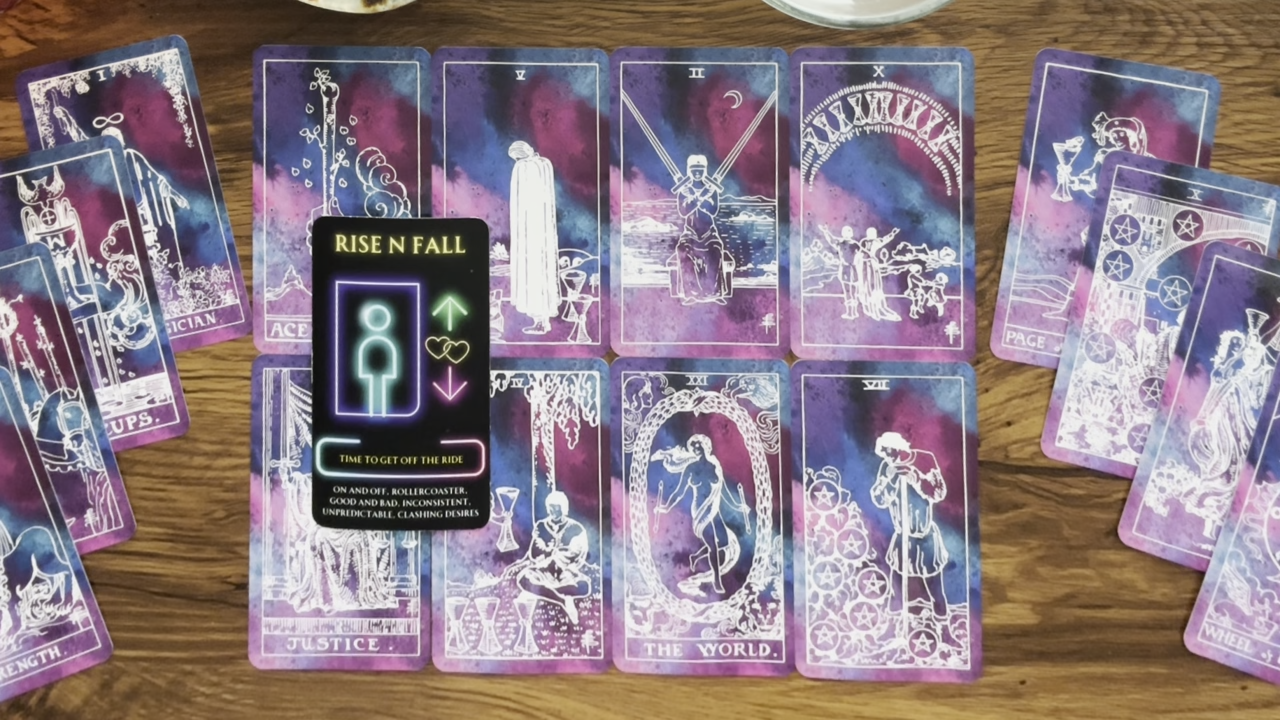 I
ICIAN
CUPS.
RENGTH.
ACE
V
II
X
RISE N FALL
TIME TO GET OFF THE RIDE
ON AND OFF, ROLLERCOASTER,
GOOD AND BAD, INCONSISTENT,
UNPREDICTABLE, CLASHING DESIRES
JUSTICE.
IV
XXI
THE WORLD.
VII
PAGE
X
WHEEL